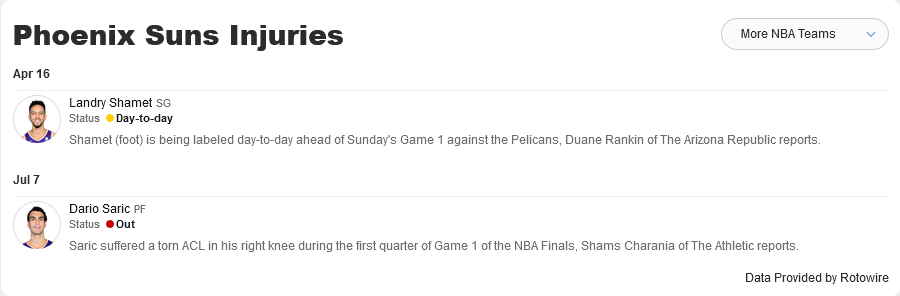 Phoenix Suns Injuries
More NBA Teams
Apr 16
Landry Shamet SG
Status Day-to-day
Shamet (foot) is being labeled day-to-day ahead of Sunday's Game 1 against the Pelicans, Duane Rankin of The Arizona Republic reports.
Jul 7
Dario Saric PF
Status Out
Saric suffered a torn ACL in his right knee during the first quarter of Game 1 of the NBA Finals, Shams Charania of The Athletic reports.
Data Provided by Rotowire